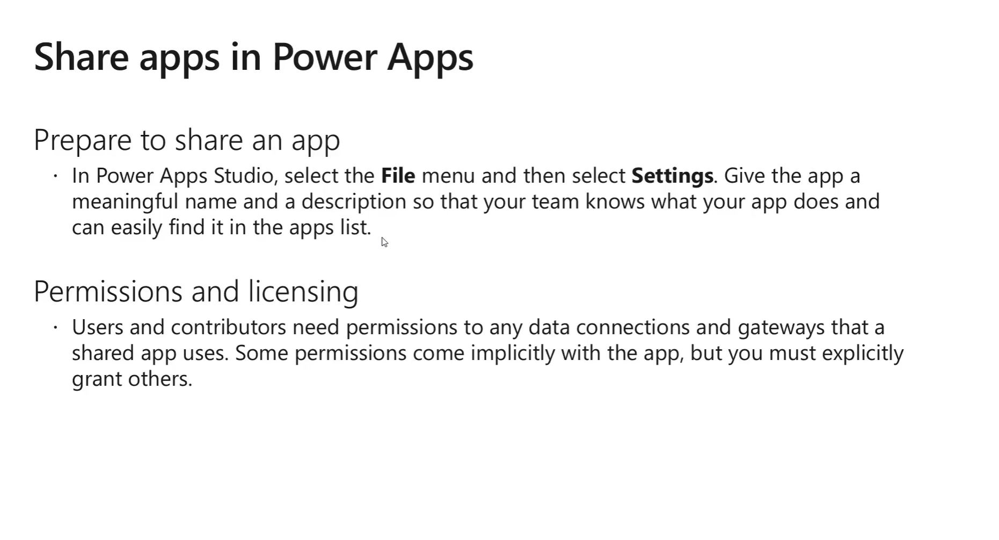 Share apps in Power Apps
Prepare to share an app
· In Power Apps Studio, select the File menu and then select Settings. Give the app a
meaningful name and a description so that your team knows what your app does and
can easily find it in the apps list.
Permissions and licensing
· Users and contributors need permissions to any data connections and gateways that a
shared app uses. Some permissions come implicitly with the app, but you must explicitly
grant others.